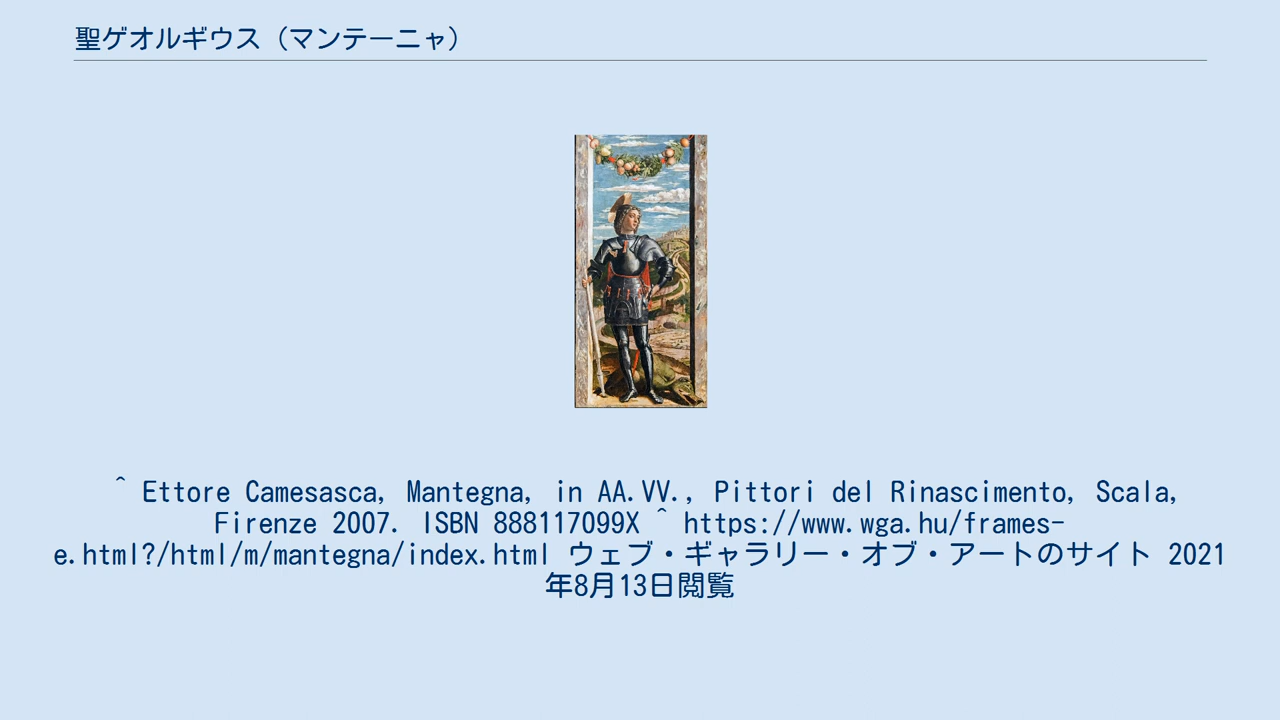 聖ゲオルギウス（マンテーニャ）
^ Ettore Camesasca, Mantegna, in AA.VV., Pittori del Rinascimento, Scala,
Firenze 2007. ISBN 888117099X ^ https://www.wga.hu/frames-
e.html?/html/m/mantegna/index.html ウェブ・ギャラリー・オブ・アートのサイト 2021
年8月13日閲覧